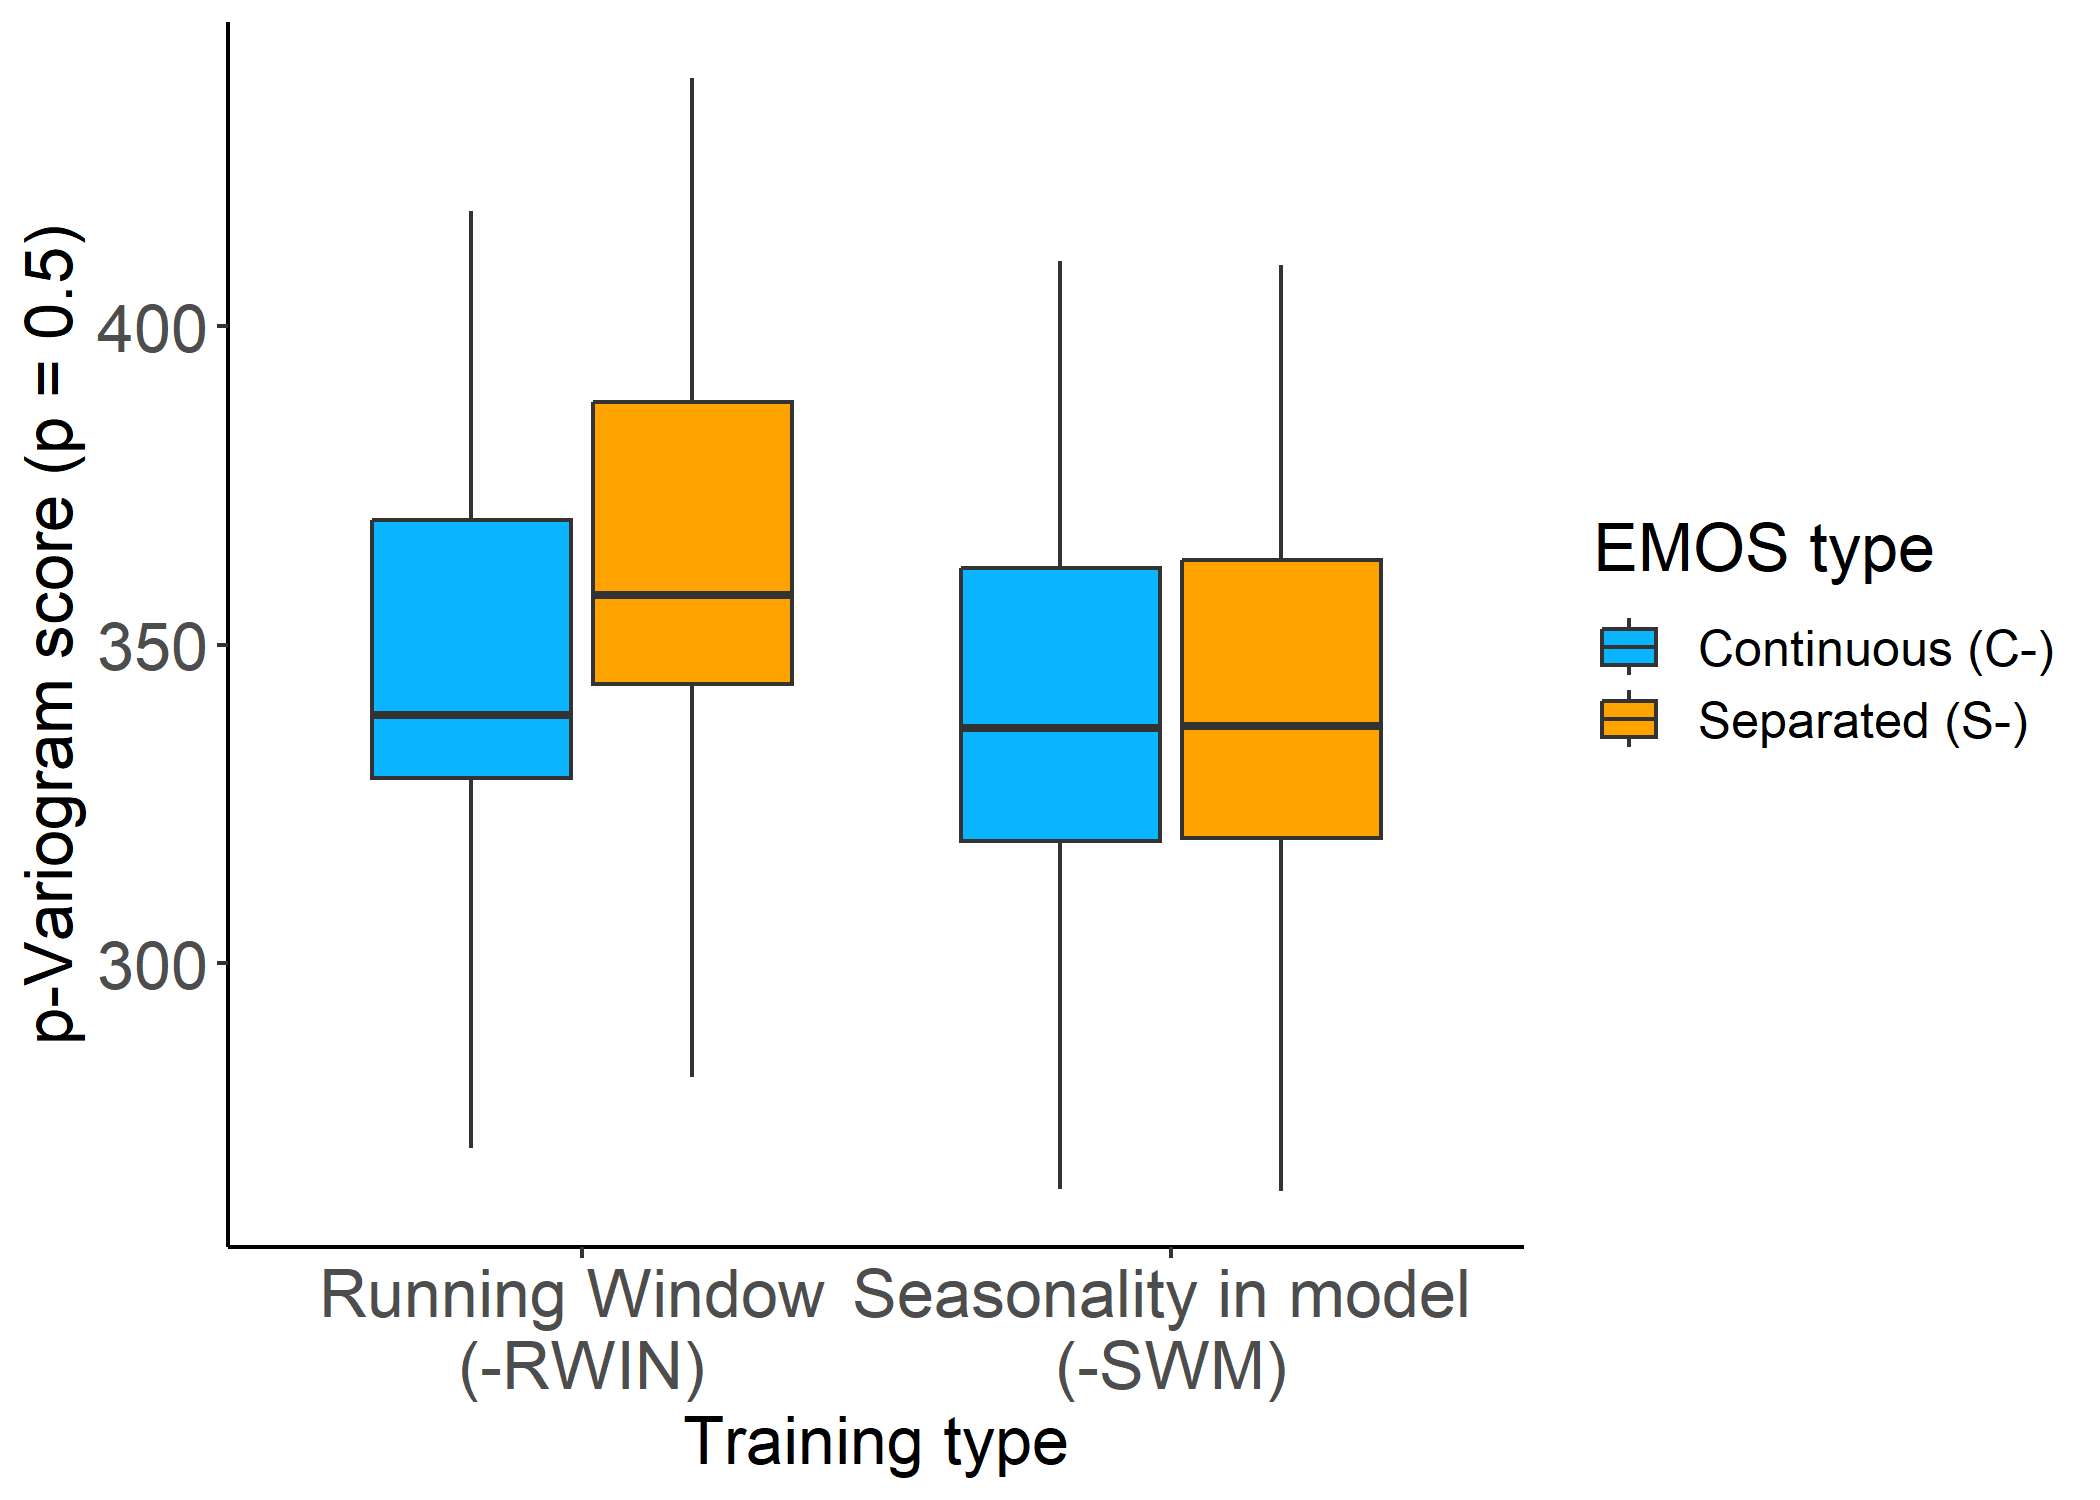 p-Variogram score (p = 0.5)
400
350
300
Running Window
(-RWIN)
Seasonality in model
(-SWM)
Training type
EMOS type
Continuous (C-)
Separated (S-)